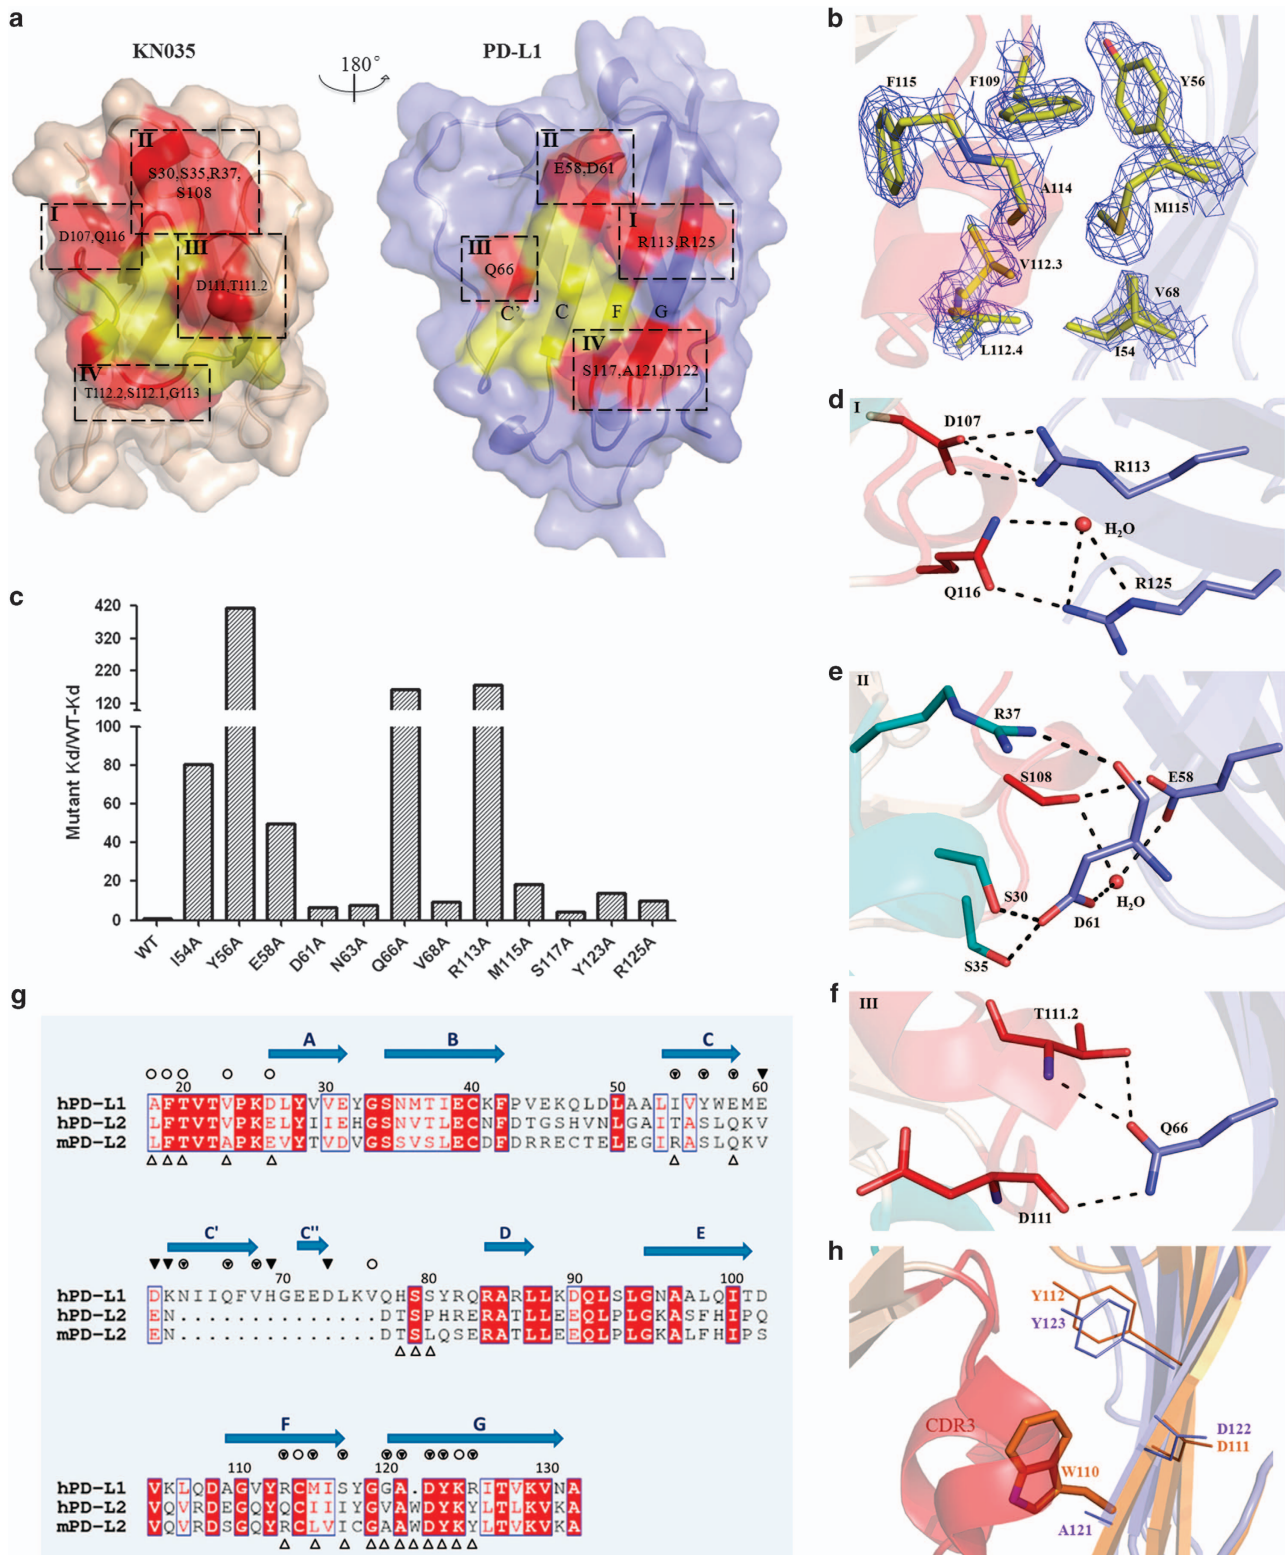 a
KN035
180°
PD-L1
II
S30,S35,R37,
S108
I
D107,Q116
III
D111,T111.2
IV
T112.2,S112.1,G113
II
E58,D61
I
R113,R125
III
Q66
C' C F G
IV
S117,A121,D122
b
F115
F109
Y56
A114
M115
V112.3
V68
L112.4
I54
c
Mutant Kd/WT-Kd
420
320
220
120
100
80
60
40
20
0
WT I54A Y56A E58A D61A N63A Q66A V68A R113A M115A S117A Y123A R125A
d
I
D107
R113
H2O
Q116
R125
e
II
R37
S108
E58
S30
H2O
D61
S35
f
III
T111.2
Q66
D111
g
A B C
20 30 40 50 60
hPD-L1 AFTVTVPKDLYVVEYGSNMTIECKFPVEKQLDLAALIVYWEME
hPD-L2 LFTVTVPKELYIIEHGSNVTLECNFDTGSHVNLGAITASLQKV
mPD-L2 LFTVTAPKEVYTVDVGSSVSLECDFDRRECTELEGIRASLQKV
C' C'' D E
70 80 90 100
hPD-L1 DKNIIQFVHGEEDLKVQHSSYRQRARLLKDQLSLGNAALQITD
hPD-L2 EN..............DTSPHRERATLLEEQLPLGKASFHIPQ
mPD-L2 EN..............DTSLQSERATLLEEQLPLGKALFHIPS
F G
110 120 130
hPD-L1 VKLQDAGVYRCMISYGGA.DYKRITVKVNA
hPD-L2 VQVRDEGQYQCIIIYGVAWDYKYLTLKVKA
mPD-L2 VQVRDSGQYRCLVICGAAWDYKYLTVKVKA
h
Y112
Y123
CDR3
D122
D111
W110
A121